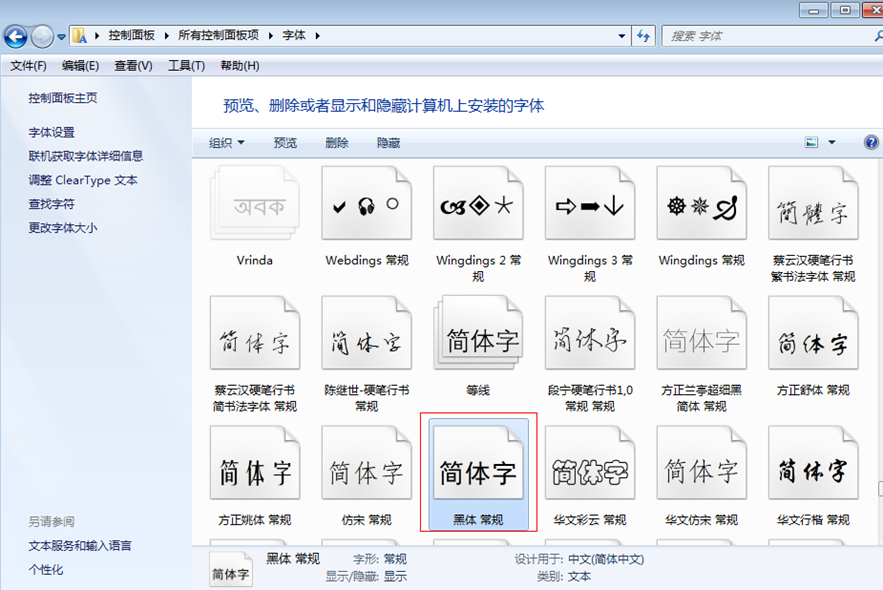 控制面板 ▸ 所有控制面板项 ▸ 字体 ▸
搜索 字体
文件(F) 编辑(E) 查看(V) 工具(T) 帮助(H)
控制面板主页
字体设置
联机获取字体详细信息
调整 ClearType 文本
查找字符
更改字体大小
另请参阅
文本服务和输入语言
个性化
预览、删除或者显示和隐藏计算机上安装的字体
组织 预览 删除 隐藏
अबक
Vrinda
Webdings 常规
Wingdings 2 常
规
Wingdings 3 常
规
Wingdings 常规
簡體字
蔡云汉硬笔行书
繁书法字体 常规
简体字
蔡云汉硬笔行书
简书法字体 常规
简体字
陈继世-硬笔行书
常规
简体字
等线
简体字
段宁硬笔行书1,0
常规 常规
简体字
方正兰亭超细黑
简体 常规
简体字
方正舒体 常规
简体字
方正姚体 常规
简体字
仿宋 常规
简体字
黑体 常规
简体字
华文彩云 常规
简体字
华文仿宋 常规
简体字
华文行楷 常规
简体字
黑体 常规
字形: 常规
显示/隐藏: 显示
设计用于: 中文(简体中文)
类别: 文本